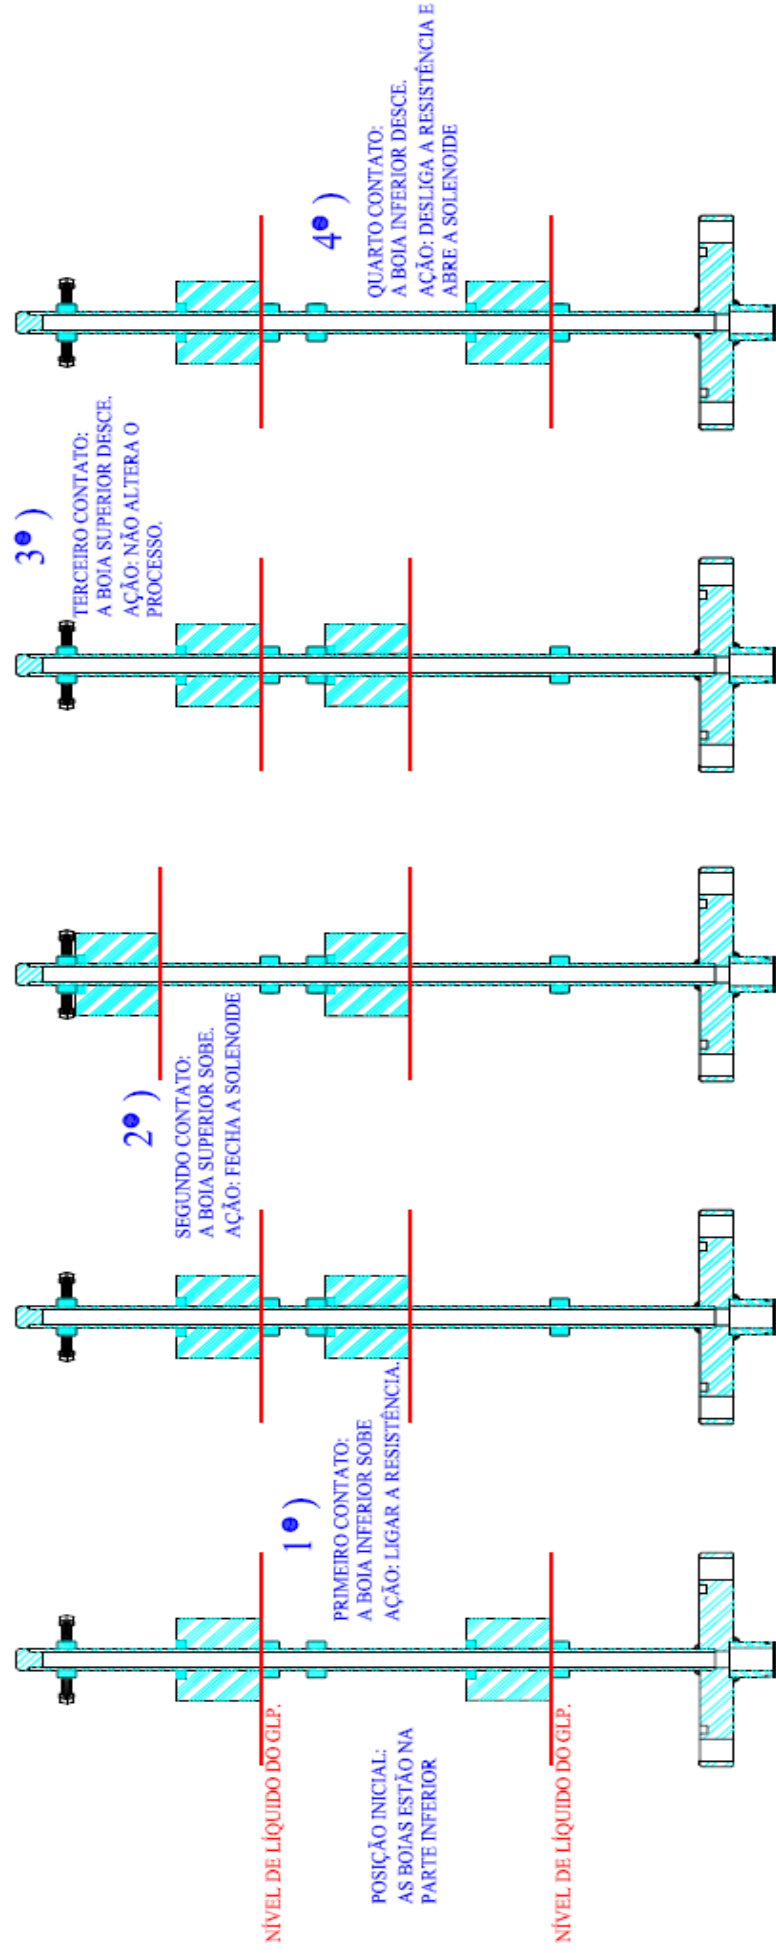 NÍVEL DE LÍQUIDO DO GLP.
POSIÇÃO INICIAL:
AS BOIAS ESTÃO NA
PARTE INFERIOR
NÍVEL DE LÍQUIDO DO GLP.
1º )
PRIMEIRO CONTATO:
A BOIA INFERIOR SOBE
AÇÃO: LIGAR A RESISTÊNCIA.
2º )
SEGUNDO CONTATO:
A BOIA SUPERIOR SOBE.
AÇÃO: FECHA A SOLENOIDE
3º )
TERCEIRO CONTATO:
A BOIA SUPERIOR DESCE.
AÇÃO: NÃO ALTERA O
PROCESSO.
4º )
QUARTO CONTATO:
A BOIA INFERIOR DESCE.
AÇÃO: DESLIGA A RESISTÊNCIA E
ABRE A SOLENOIDE